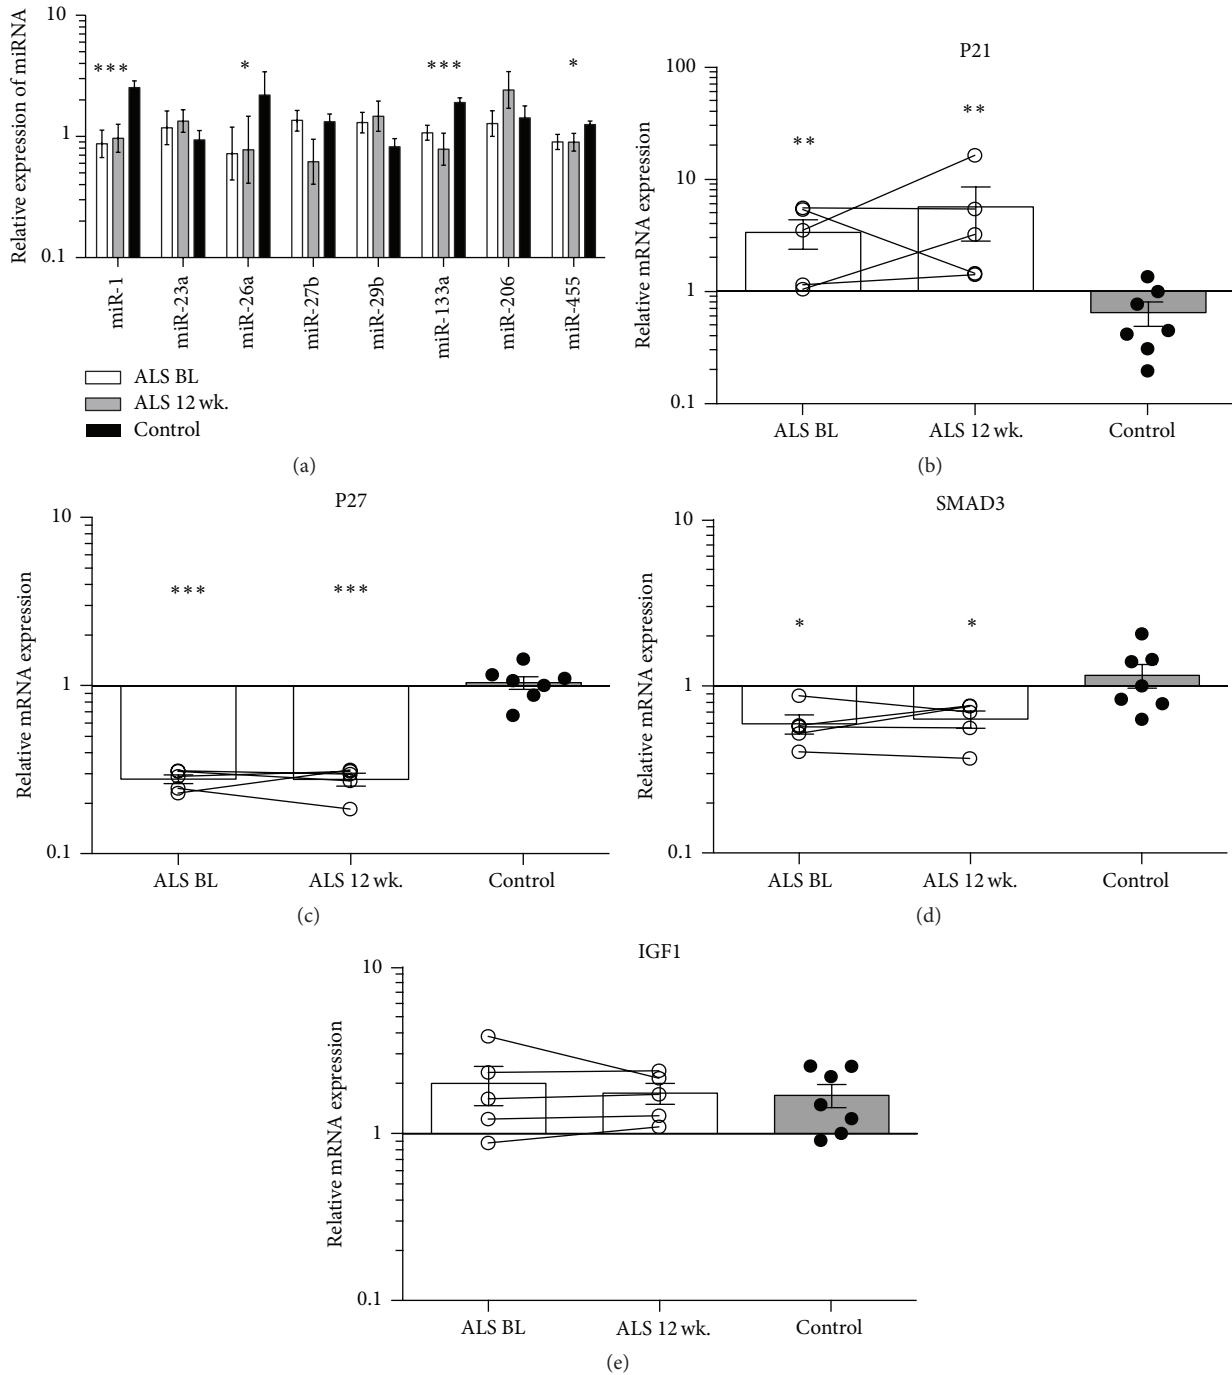 Relative expression of miRNA
10
1
0.1
***
*
***
*
miR-1
miR-23a
miR-26a
miR-27b
miR-29b
miR-133a
miR-206
miR-455
ALS BL
ALS 12 wk.
Control
(a)
P21
Relative mRNA expression
100
10
1
0.1
**
**
ALS BL
ALS 12 wk.
Control
(b)
P27
Relative mRNA expression
10
1
0.1
***
***
ALS BL
ALS 12 wk.
Control
(c)
SMAD3
Relative mRNA expression
10
1
0.1
*
*
ALS BL
ALS 12 wk.
Control
(d)
IGF1
Relative mRNA expression
10
1
0.1
ALS BL
ALS 12 wk.
Control
(e)